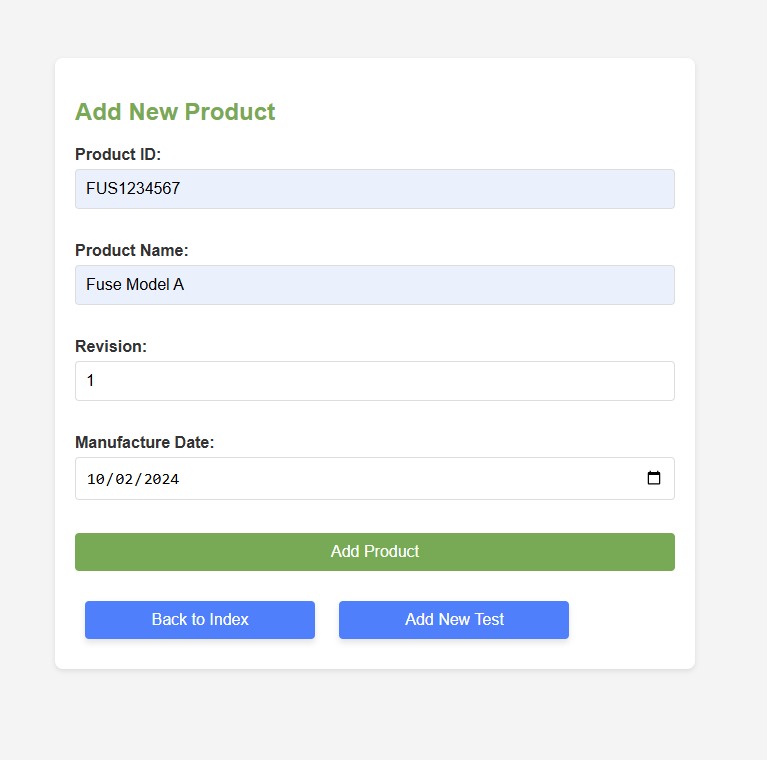 Add New Product
Product ID:
FUS1234567
Product Name:
Fuse Model A
Revision:
1
Manufacture Date:
10/02/2024
Add Product
Back to Index
Add New Test